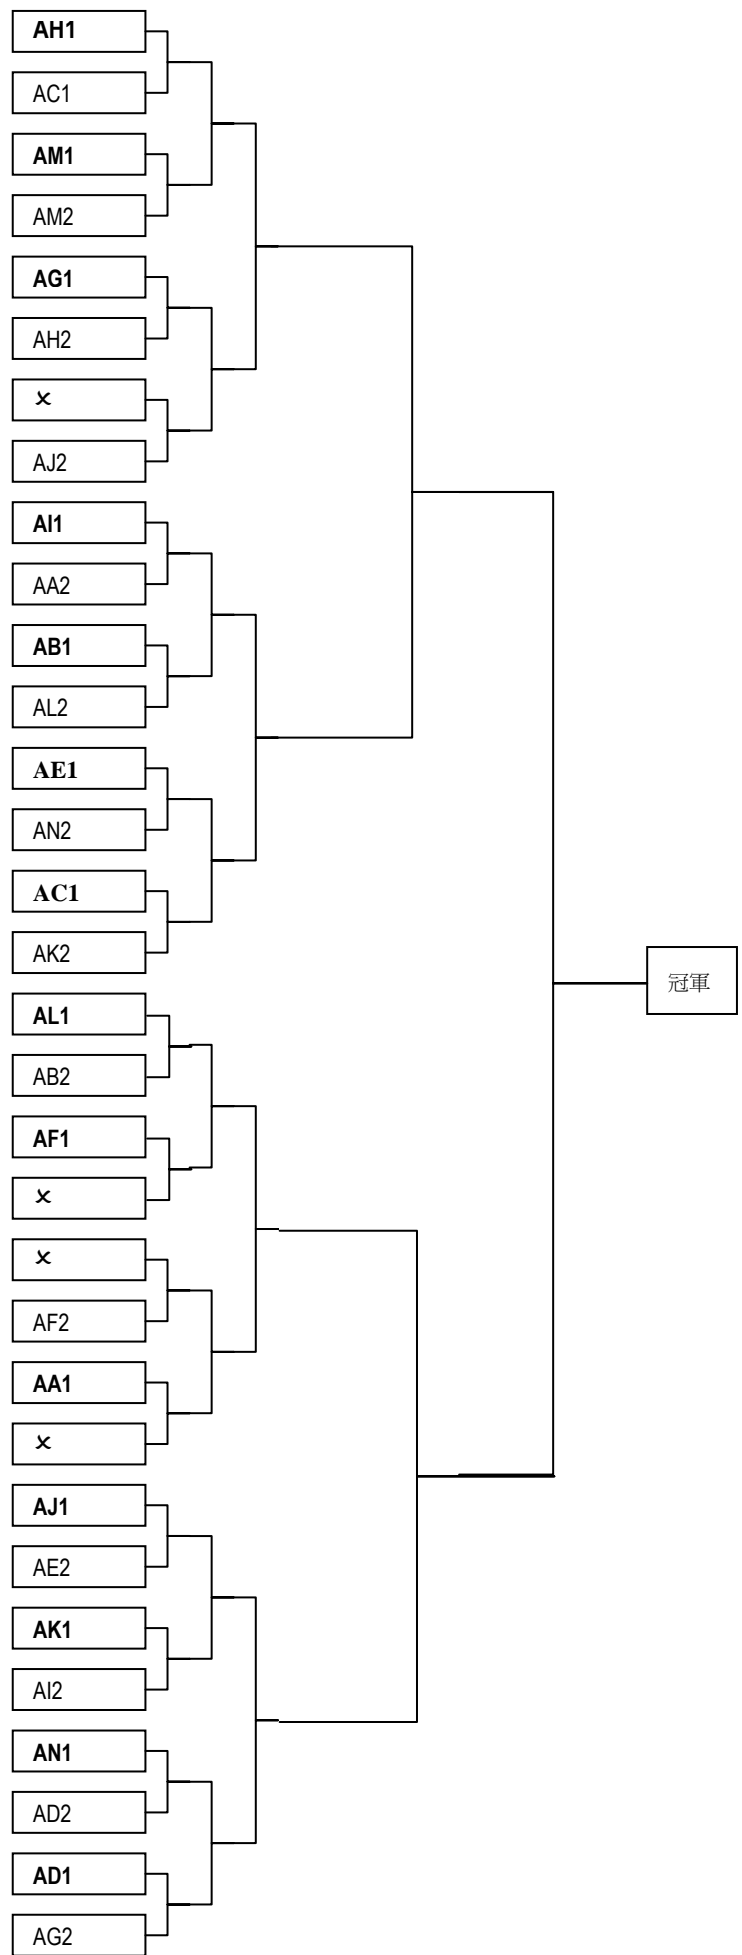 AH1
AC1
AM1
AM2
AG1
AH2
×
AJ2
AI1
AA2
AB1
AL2
AE1
AN2
AC1
AK2
冠軍
AL1
AB2
AF1
×
×
AF2
AA1
×
AJ1
AE2
AK1
AI2
AN1
AD2
AD1
AG2